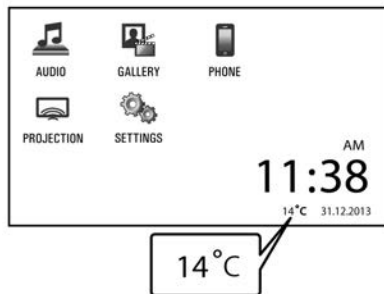 AUDIO GALLERY PHONE
PROJECTION SETTINGS
AM
11:38
14°C 31.12.2013
14°C